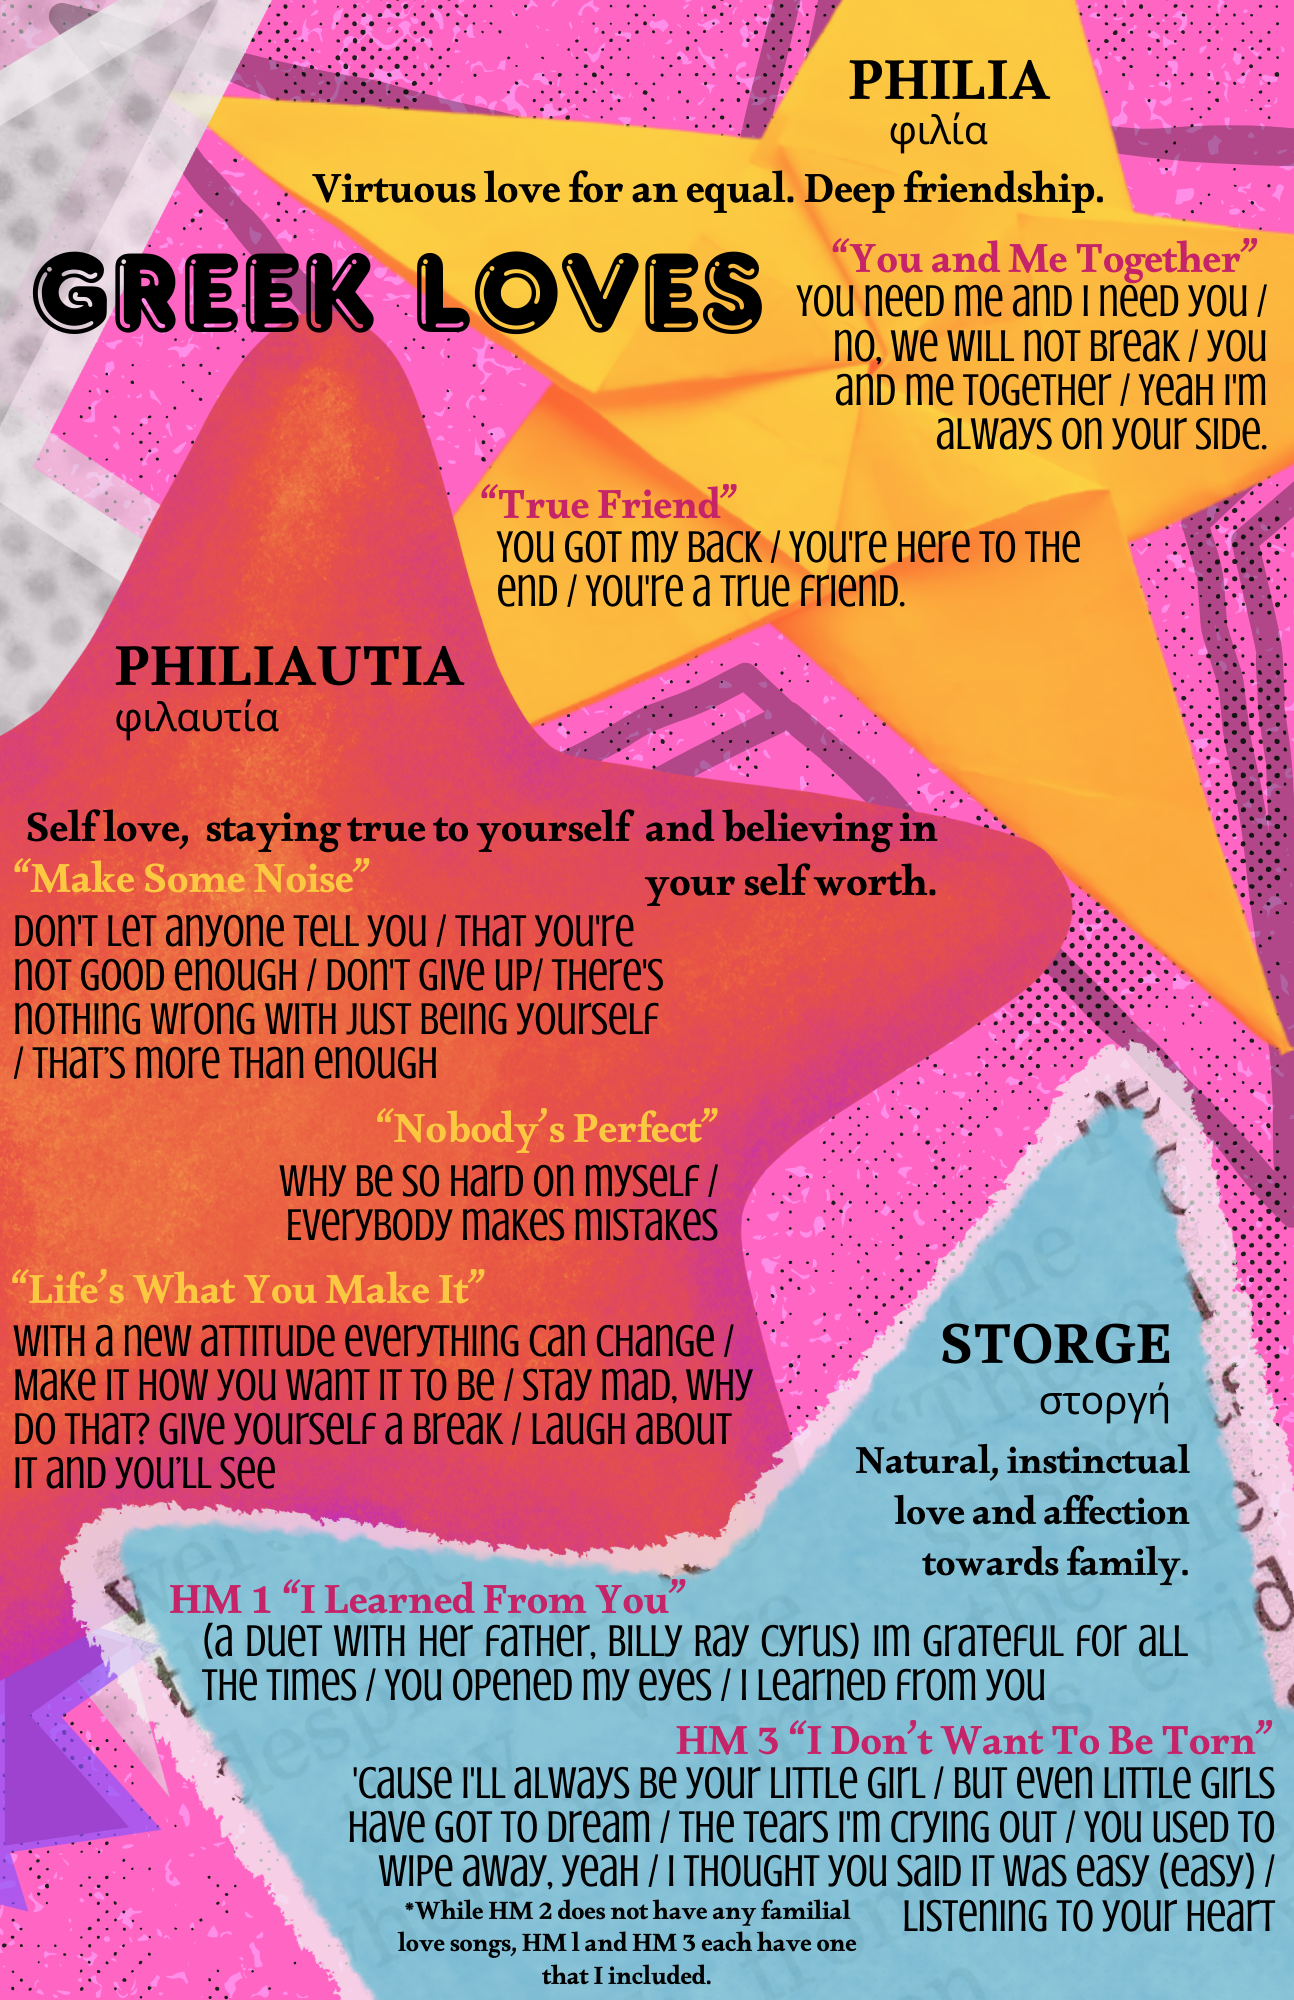 PHILIA
φιλία
Virtuous love for an equal. Deep friendship.
GREEK LOVES
“You and Me Together”
You need me and I need you /
no, we will not break / you
and me together / Yeah I'm
always on your side.
“True Friend”
You got my back / You're here to the
end / You're a true friend.
PHILIAUTIA
φιλαυτία
Self love, staying true to yourself and believing in
your self worth.
“Make Some Noise”
Don't let anyone tell you / That you're
not good enough / Don't give up/ There's
nothing wrong with just being yourself
/ That’s more than enough
“Nobody’s Perfect”
Why be so hard on myself /
Everybody makes mistakes
“Life’s What You Make It”
With a new attitude everything can change /
Make it how you want it to be / Stay mad, why
do that? Give yourself a break / Laugh about
it and you’ll see
STORGE
στοργή
Natural, instinctual
love and affection
towards family.
HM 1 “I Learned From You”
(a duet with her father, Billy Ray Cyrus) Im grateful for all
the times / You opened my eyes / I learned from you
HM 3 “I Don’t Want To Be Torn”
'Cause I'll always be your little girl / But even little girls
have got to dream / The tears I'm crying out / You used to
wipe away, yeah / I thought you said it was easy (easy) /
Listening to your heart
*While HM 2 does not have any familial
love songs, HM 1 and HM 3 each have one
that I included.